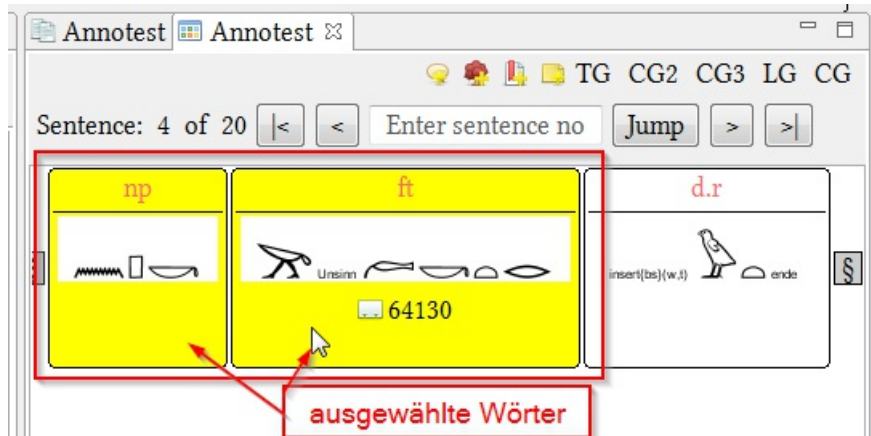 Annotest Annotest
TG CG2 CG3 LG CG
Sentence: 4 of 20 |< < Enter sentence no Jump > >|
np ft d.r
Unsinn insert(bs)(w,t) ende §
64130
ausgewählte Wörter